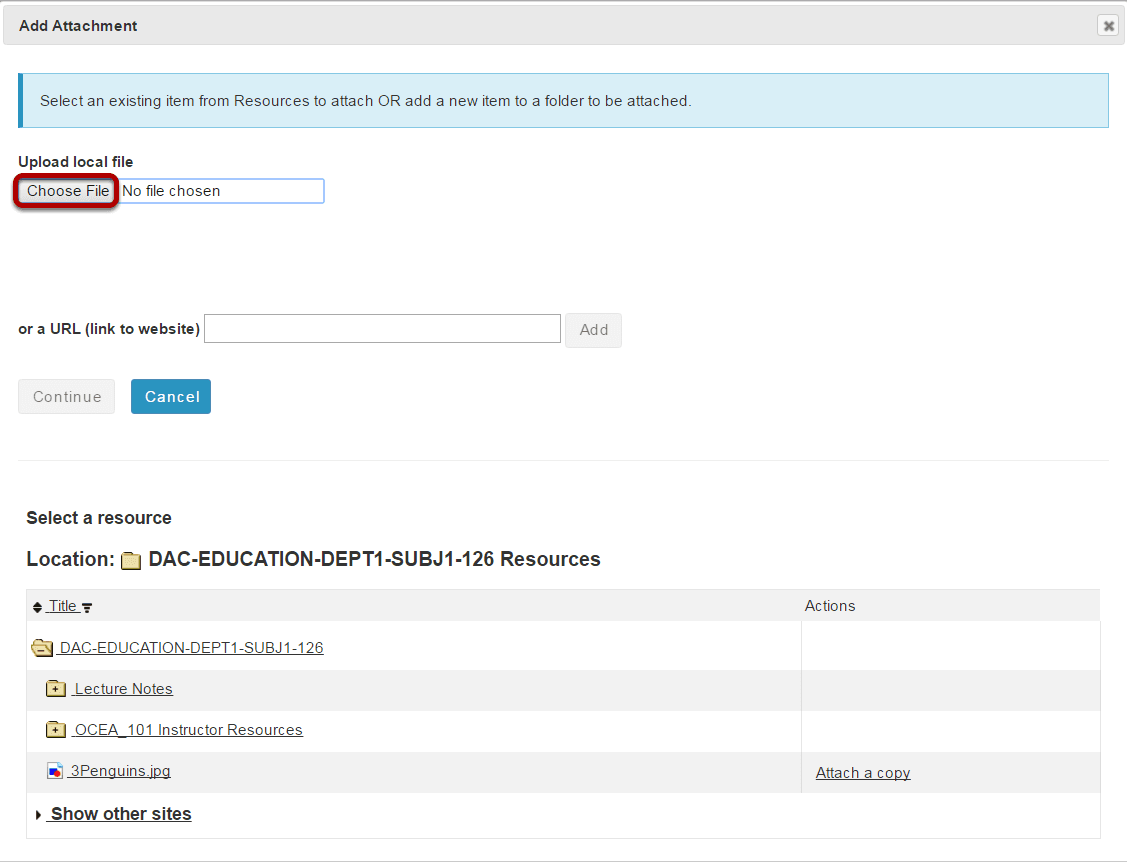 Add Attachment
Select an existing item from Resources to attach OR add a new item to a folder to be attached.
Upload local file
Choose File No file chosen
or a URL (link to website) Add
Continue Cancel
Select a resource
Location: DAC-EDUCATION-DEPT1-SUBJ1-126 Resources
Title Actions
DAC-EDUCATION-DEPT1-SUBJ1-126
Lecture Notes
OCEA_101 Instructor Resources
3Penguins.jpg Attach a copy
Show other sites